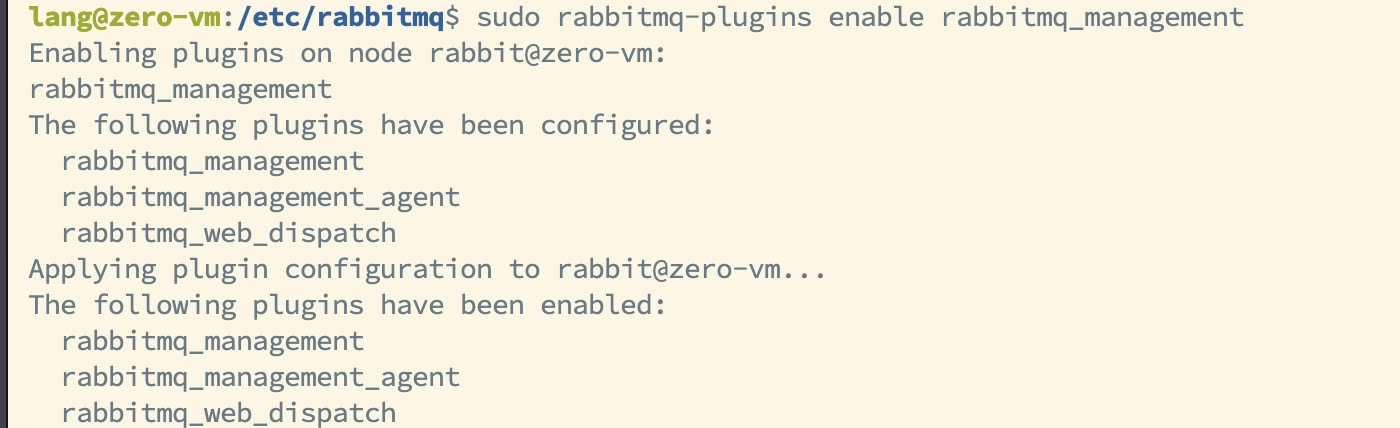 lang@zero-vm:/etc/rabbitmq$ sudo rabbitmq-plugins enable rabbitmq_management
Enabling plugins on node rabbit@zero-vm:
rabbitmq_management
The following plugins have been configured:
  rabbitmq_management
  rabbitmq_management_agent
  rabbitmq_web_dispatch
Applying plugin configuration to rabbit@zero-vm...
The following plugins have been enabled:
  rabbitmq_management
  rabbitmq_management_agent
  rabbitmq_web_dispatch